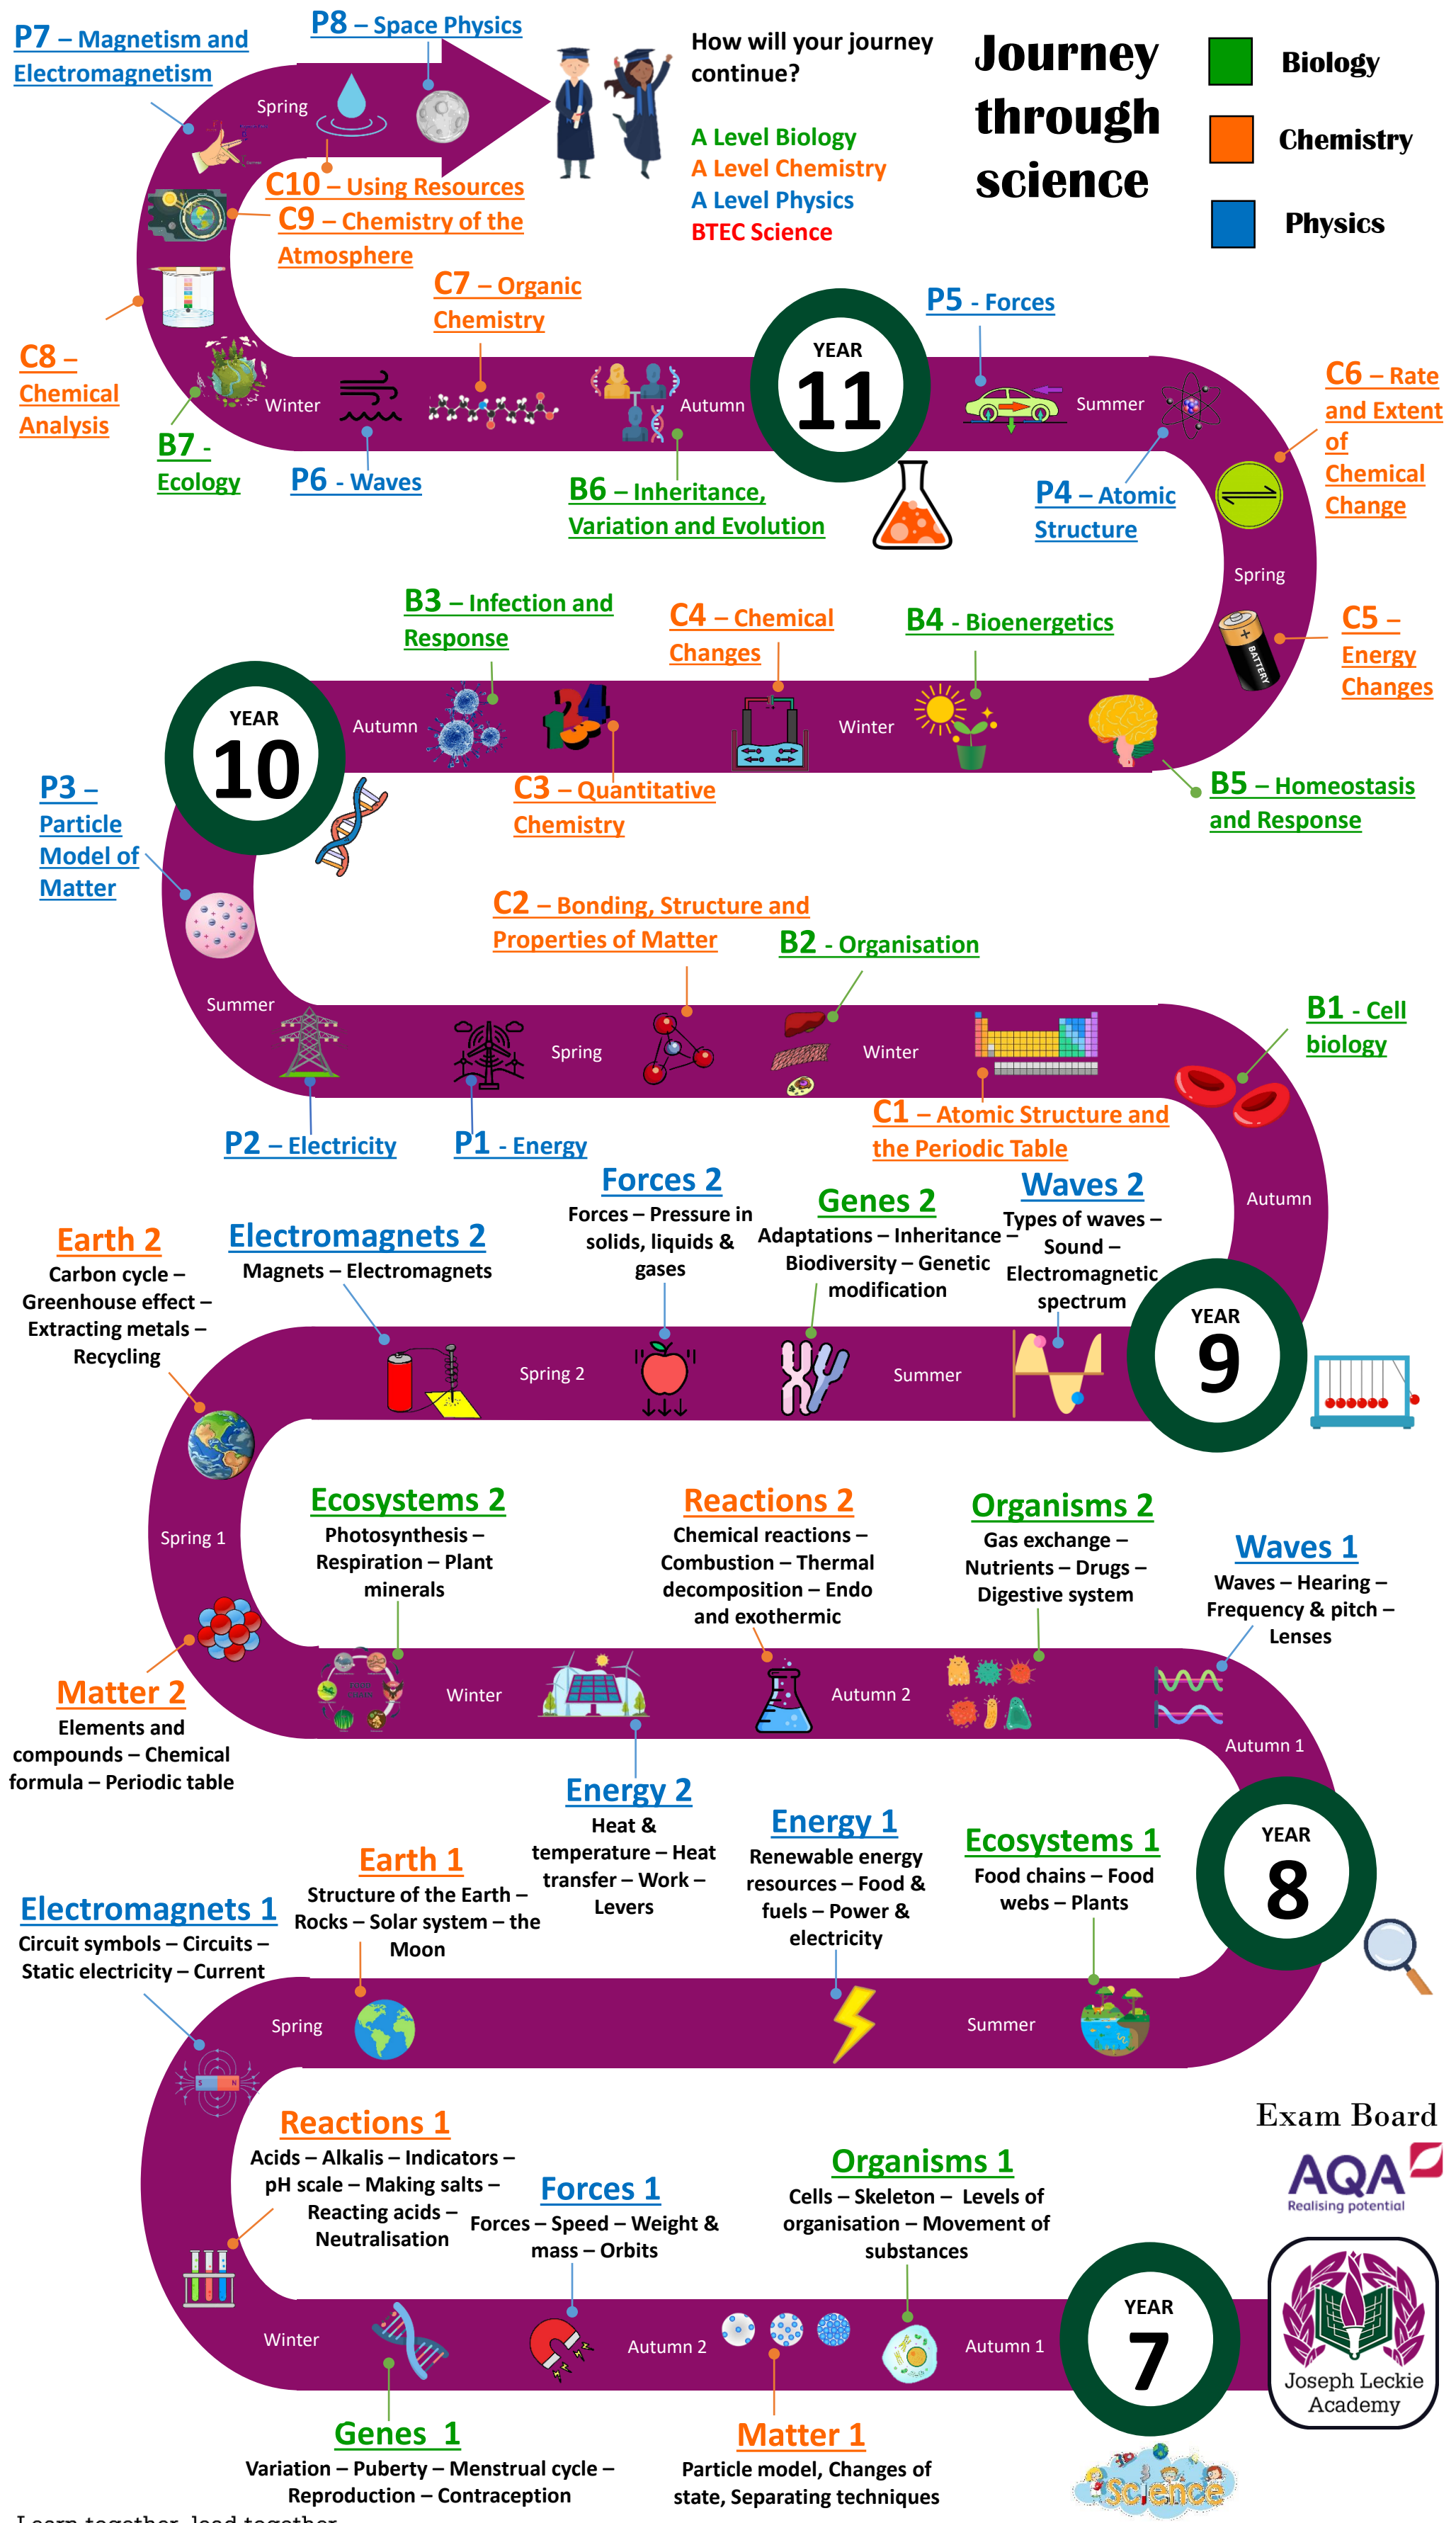 P7 – Magnetism and
Electromagnetism
P8 – Space Physics
How will your journey
continue?
A Level Biology
A Level Chemistry
A Level Physics
BTEC Science
Journey
through
science
Biology
Chemistry
Physics
Spring
C10 – Using Resources
C9 – Chemistry of the
Atmosphere
C7 – Organic
Chemistry
C8 –
Chemical
Analysis
B7 -
Ecology
Winter
P6 - Waves
Autumn
B6 – Inheritance,
Variation and Evolution
YEAR
11
P5 - Forces
Summer
P4 – Atomic
Structure
C6 – Rate
and Extent
of
Chemical
Change
Spring
BATTERY
C5 –
Energy
Changes
B3 – Infection and
Response
C4 – Chemical
Changes
B4 - Bioenergetics
YEAR
10
Autumn
124
Winter
C3 – Quantitative
Chemistry
B5 – Homeostasis
and Response
P3 –
Particle
Model of
Matter
C2 – Bonding, Structure and
Properties of Matter
B2 - Organisation
Summer
Spring
Winter
B1 - Cell
biology
P2 – Electricity
P1 - Energy
C1 – Atomic Structure and
the Periodic Table
Autumn
Earth 2
Carbon cycle –
Greenhouse effect –
Extracting metals –
Recycling
Electromagnets 2
Magnets – Electromagnets
Forces 2
Forces – Pressure in
solids, liquids &
gases
Genes 2
Adaptations – Inheritance –
Biodiversity – Genetic
modification
Waves 2
Types of waves –
Sound –
Electromagnetic
spectrum
YEAR
9
Spring 2
Summer
Spring 1
Ecosystems 2
Photosynthesis –
Respiration – Plant
minerals
Reactions 2
Chemical reactions –
Combustion – Thermal
decomposition – Endo
and exothermic
Organisms 2
Gas exchange –
Nutrients – Drugs –
Digestive system
Waves 1
Waves – Hearing –
Frequency & pitch –
Lenses
Matter 2
Elements and
compounds – Chemical
formula – Periodic table
Winter
Autumn 2
Autumn 1
Energy 2
Heat &
temperature – Heat
transfer – Work –
Levers
Energy 1
Renewable energy
resources – Food &
fuels – Power &
electricity
Ecosystems 1
Food chains – Food
webs – Plants
YEAR
8
Earth 1
Structure of the Earth –
Rocks – Solar system – the
Moon
Electromagnets 1
Circuit symbols – Circuits –
Static electricity – Current
Spring
Summer
S N
Reactions 1
Acids – Alkalis – Indicators –
pH scale – Making salts –
Reacting acids –
Neutralisation
Forces 1
Forces – Speed – Weight &
mass – Orbits
Organisms 1
Cells – Skeleton – Levels of
organisation – Movement of
substances
Exam Board
AQA
Realising potential
Winter
Autumn 2
Autumn 1
YEAR
7
Joseph Leckie
Academy
Genes 1
Variation – Puberty – Menstrual cycle –
Reproduction – Contraception
Matter 1
Particle model, Changes of
state, Separating techniques
Science
Learn together, lead together